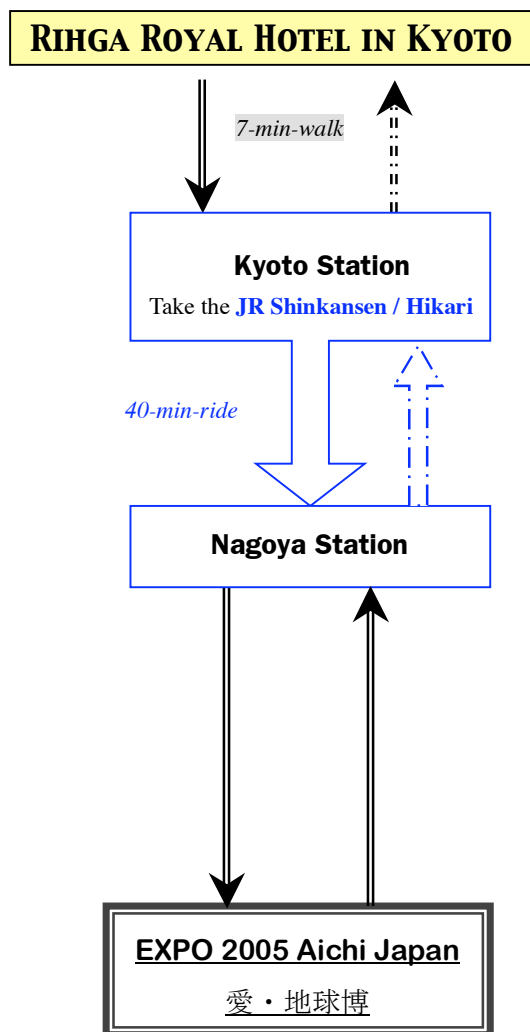 RIHGA ROYAL HOTEL IN KYOTO
7-min-walk
Kyoto Station
Take the JR Shinkansen / Hikari
40-min-ride
Nagoya Station
EXPO 2005 Aichi Japan
愛・地球博